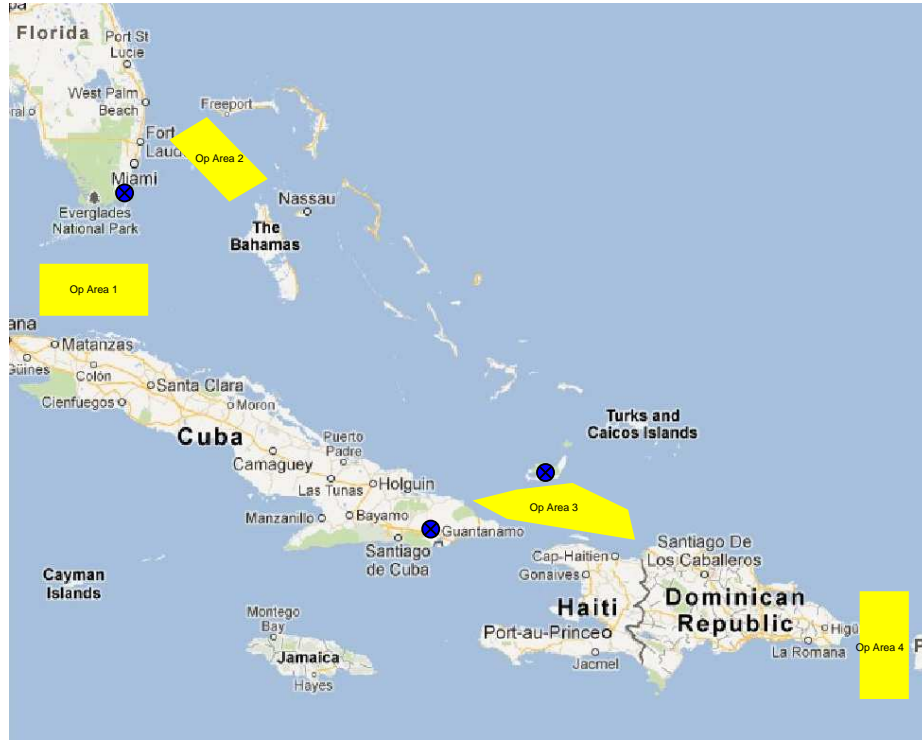 Florida
Port St
Lucie
West Palm
Beach
Freeport
Fort
Laud
Op Area 2
Miami
Nassau
Everglades
National Park
The
Bahamas
Op Area 1
Matanzas
Güines
Colón
Santa Clara
Cienfuegos
Moron
Cuba
Puerto
Padre
Turks and
Caicos Islands
Camaguey
Las Tunas
Holguin
Manzanillo
Bayamo
Op Area 3
Guantanamo
Santiago
de Cuba
Cap-Haitien
Gonaives
Santiago De
Los Caballeros
Cayman
Islands
Haiti
Dominican
Republic
Montego
Bay
Port-au-Prince
Higü
La Romana
Op Area 4
Jamaica
Jacmel
Hayes